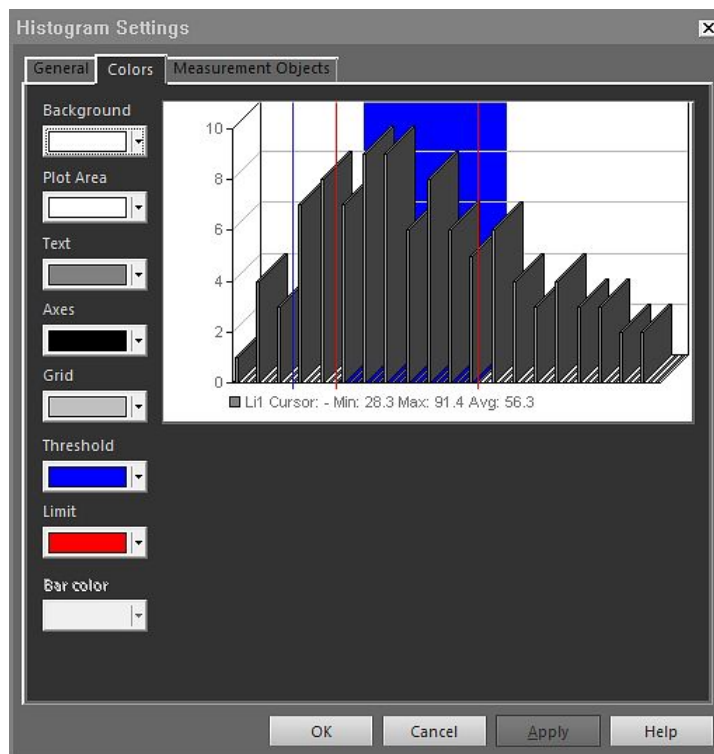 Histogram Settings
General Colors Measurement Objects
Background
Plot Area
Text
Axes
Grid
Threshold
Limit
Bar color
10
8
6
4
2
0
Li1 Cursor: - Min: 28.3 Max: 91.4 Avg: 56.3
OK Cancel Apply Help